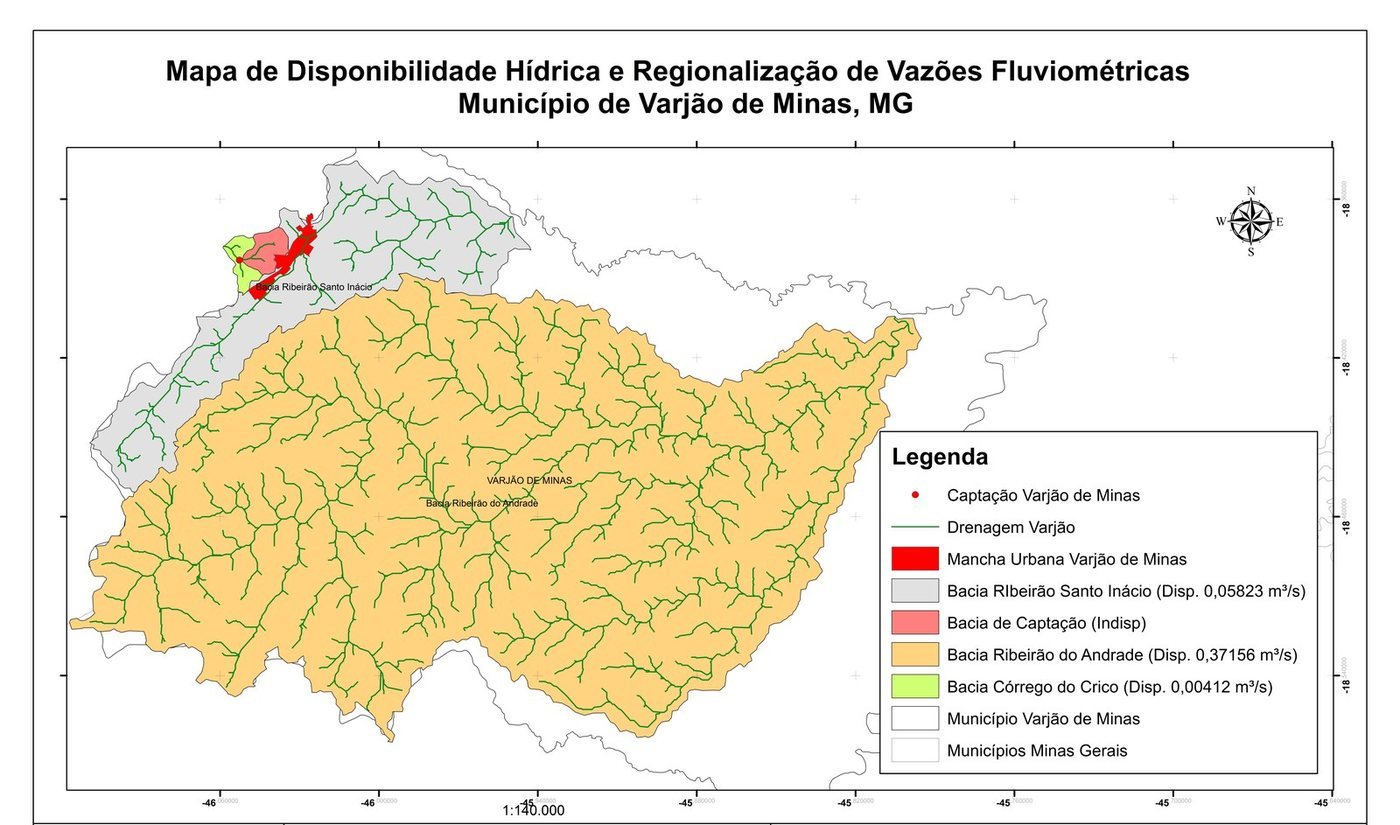 Mapa de Disponibilidade Hídrica e Regionalização de Vazões Fluviométricas
Município de Varjão de Minas, MG
N
W E
S
Bacia Ribeirão Santo Inácio
VARJÃO DE MINAS
Bacia Ribeirão do Andrade
Legenda
Captação Varjão de Minas
Drenagem Varjão
Mancha Urbana Varjão de Minas
Bacia RIbeirão Santo Inácio (Disp. 0,05823 m³/s)
Bacia de Captação (Indisp)
Bacia Ribeirão do Andrade (Disp. 0,37156 m³/s)
Bacia Córrego do Crico (Disp. 0,00412 m³/s)
Município Varjão de Minas
Municípios Minas Gerais
-18
-18
-18
-18
-46 -46 -45 -45 -45 -45 -45 -45
1:140.000